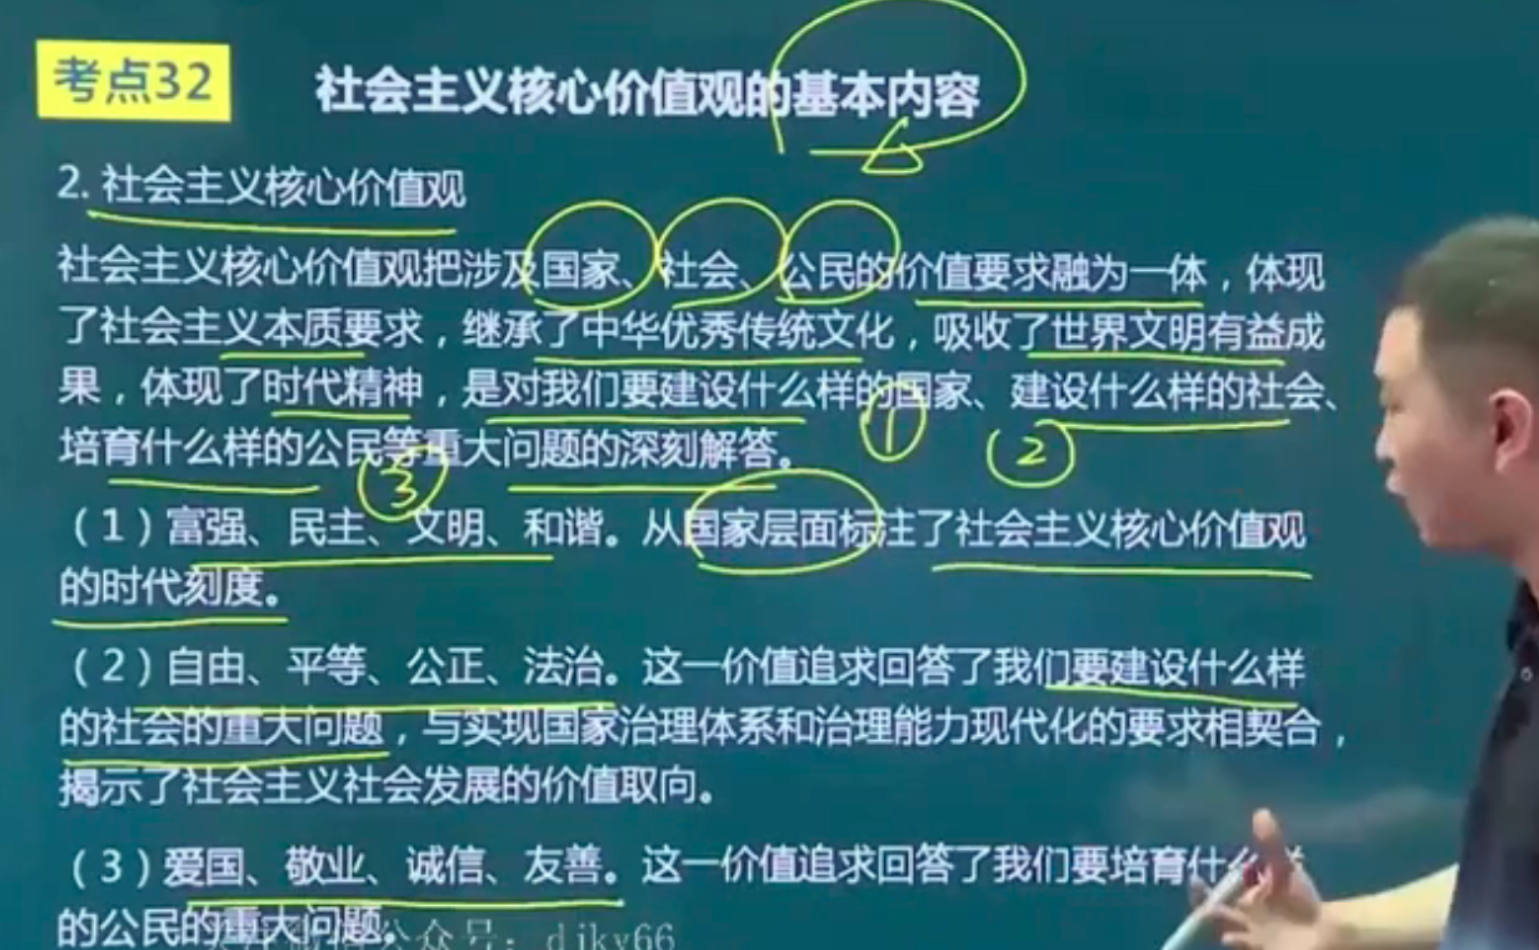 考点32
社会主义核心价值观的基本内容
2. 社会主义核心价值观
社会主义核心价值观把涉及国家、社会、公民的价值要求融为一体，体现
了社会主义本质要求，继承了中华优秀传统文化，吸收了世界文明有益成
果，体现了时代精神，是对我们要建设什么样的国家、建设什么样的社会、
培育什么样的公民等重大问题的深刻解答。
① ②
③
（1）富强、民主、文明、和谐。从国家层面标注了社会主义核心价值观
的时代刻度。
（2）自由、平等、公正、法治。这一价值追求回答了我们要建设什么样
的社会的重大问题，与实现国家治理体系和治理能力现代化的要求相契合，
揭示了社会主义社会发展的价值取向。
（3）爱国、敬业、诚信、友善。这一价值追求回答了我们要培育什么样
的公民的重大问题。
公众号：djky66